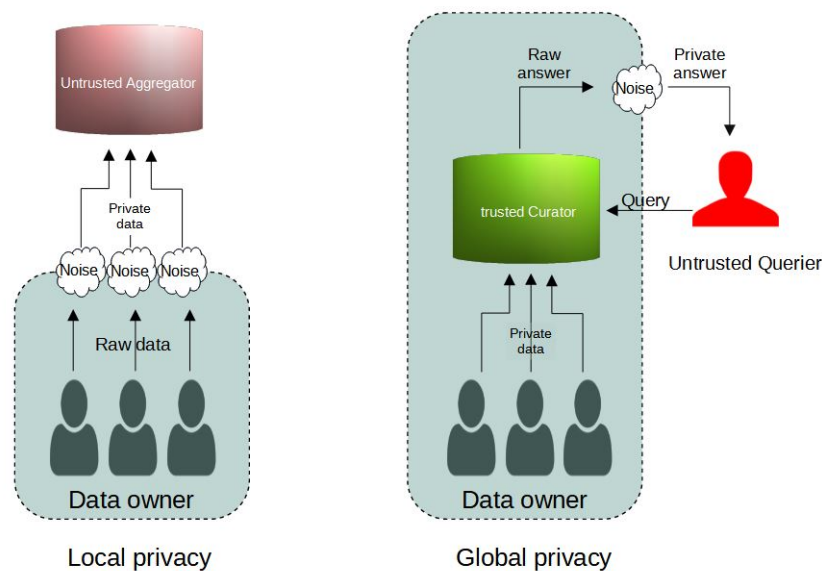 Untrusted Aggregator
Private
data
Noise
Noise
Noise
Raw data
Data owner
Local privacy
Raw
answer
Noise
Private
answer
trusted Curator
Query
Untrusted Querier
Private
data
Data owner
Global privacy